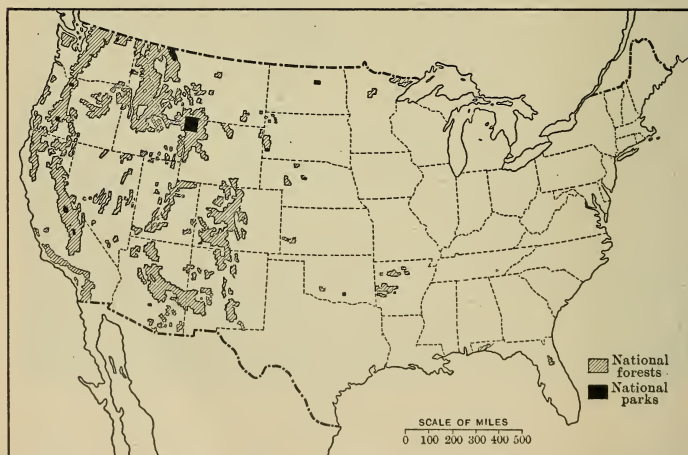 National
forests
National
parks
SCALE OF MILES
0 100 200 300 400 500